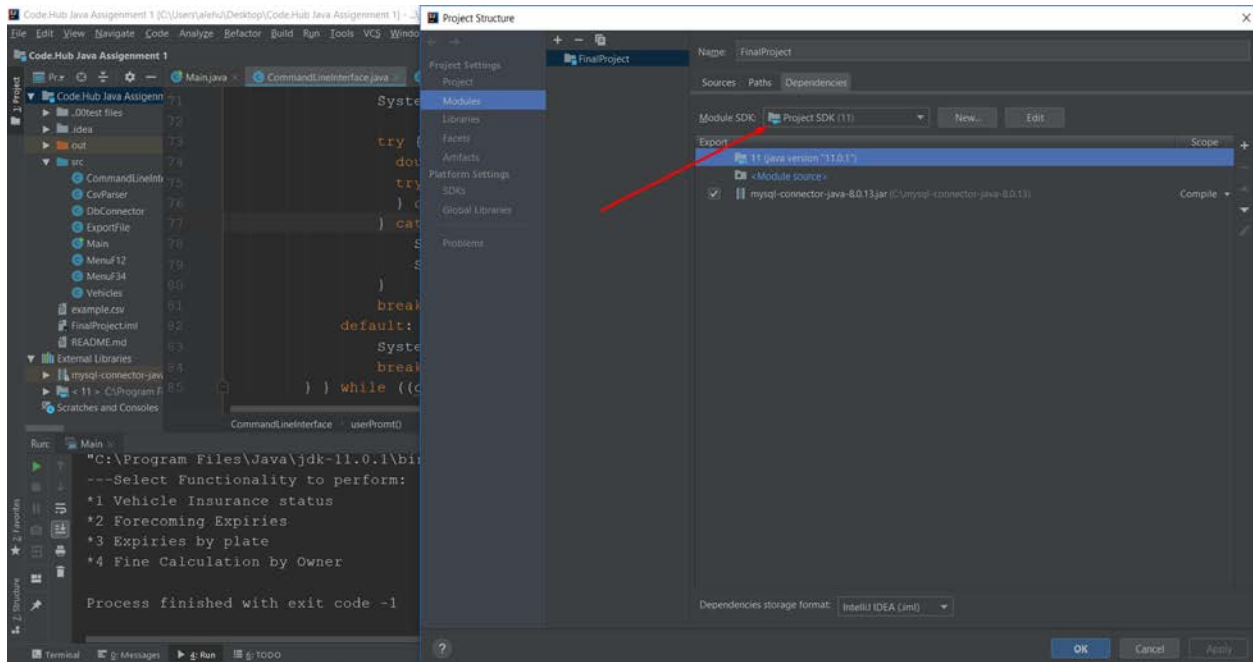 Code.Hub Java Assigenment 1 [C:\Users\alehu\Desktop\Code.Hub Java Assigenment 1] - ...\
File Edit View Navigate Code Analyze Refactor Build Run Tools VCS Windo
Code.Hub Java Assigenment 1
1: Project
Main.java
CommandLineInterface.java
Code.Hub Java Assigenm
.00test files
.idea
out
src
CommandLineInte
CsvParser
DbConnector
ExportFile
Main
MenuF12
MenuF34
Vehicles
example.csv
FinalProject.iml
README.md
External Libraries
mysql-connector-jav
< 11 > C:\Program F
Scratches and Consoles
71 Syste
72
73 try {
74 dou
75 try
76 } c
77 } cat
78 S
79 S
80 }
81 break
82 default:
83 Syste
84 break
85 } } while ((c
CommandLineInterface userPromt()
Run: Main
"C:\Program Files\Java\jdk-11.0.1\bin
---Select Functionality to perform:
*1 Vehicle Insurance status
*2 Forecoming Expiries
*3 Expiries by plate
*4 Fine Calculation by Owner
Process finished with exit code -1
2: Favorites
Z: Structure
Terminal 0: Messages 4: Run 6: TODO
Project Structure
Project Settings
Project
Modules
Libraries
Facets
Artifacts
Platform Settings
SDKs
Global Libraries
Problems
FinalProject
Name: FinalProject
Sources Paths Dependencies
Module SDK: Project SDK (11) New... Edit
Export Scope
11 (java version "11.0.1")
<Module source>
mysql-connector-java-8.0.13.jar (C:\mysql-connector-java-8.0.13) Compile
Dependencies storage format: IntelliJ IDEA (.iml)
? OK Cancel Apply